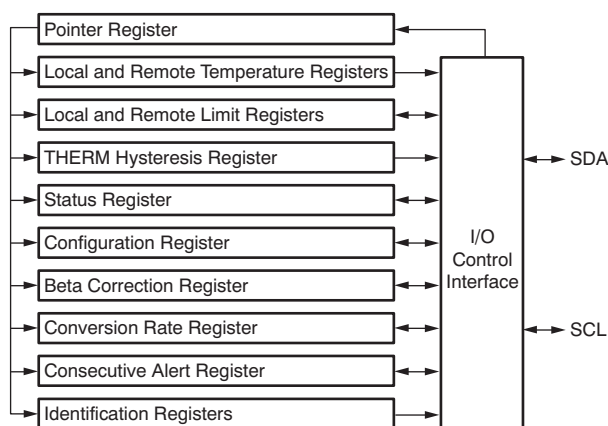 Pointer Register
Local and Remote Temperature Registers
Local and Remote Limit Registers
THERM Hysteresis Register
SDA
Status Register
Configuration Register
I/O
Control
Interface
Beta Correction Register
Conversion Rate Register
SCL
Consecutive Alert Register
Identification Registers